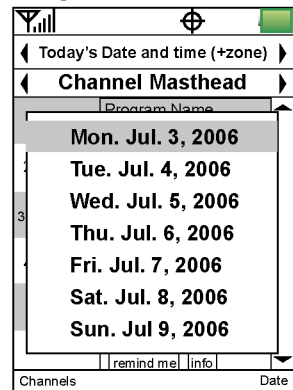 Today's Date and time (+zone)
Channel Masthead
Program Name
Mon. Jul. 3, 2006
Tue. Jul. 4, 2006
Wed. Jul. 5, 2006
3
Thu. Jul. 6, 2006
Fri. Jul. 7, 2006
Sat. Jul. 8, 2006
Sun. Jul 9, 2006
remind me info
Channels Date